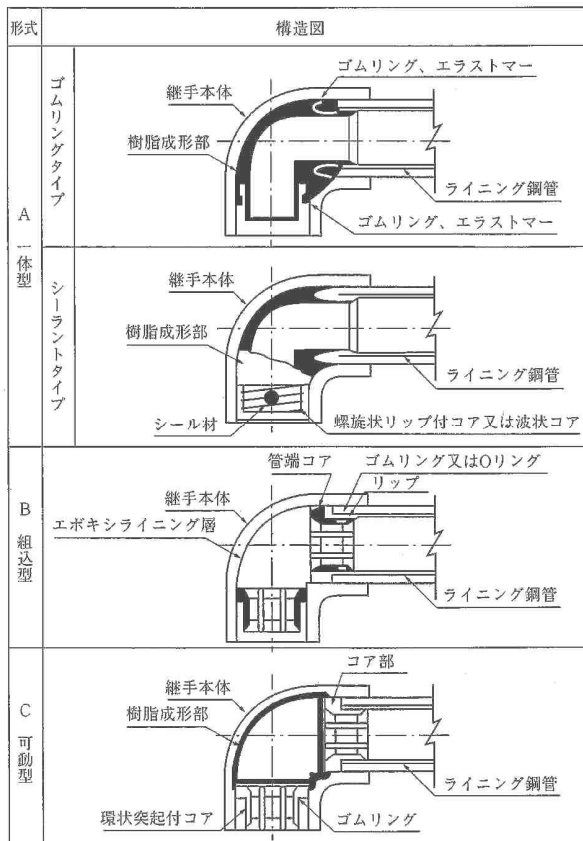 形式
構造図
A 一体型
ゴムリングタイプ
ゴムリング、エラストマー
継手本体
樹脂成形部
ライニング鋼管
ゴムリング、エラストマー
シーラントタイプ
継手本体
樹脂成形部
ライニング鋼管
シール材
螺旋状リップ付コア又は波状コア
B 組込型
管端コア
ゴムリング又はOリング
リップ
継手本体
エポキシライニング層
ライニング鋼管
C 可動型
コア部
継手本体
樹脂成形部
ライニング鋼管
環状突起付コア
ゴムリング